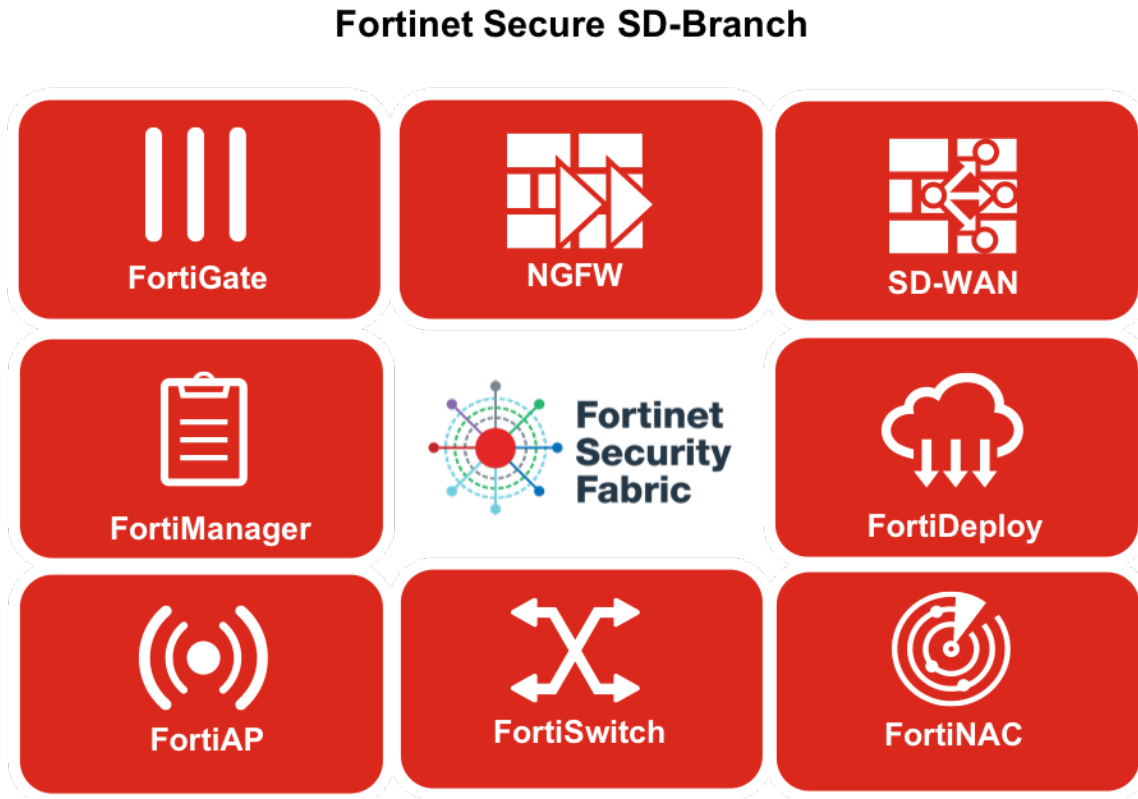 Fortinet Secure SD-Branch
FortiGate
NGFW
SD-WAN
FortiManager
Fortinet
Security
Fabric
FortiDeploy
FortiAP
FortiSwitch
FortiNAC